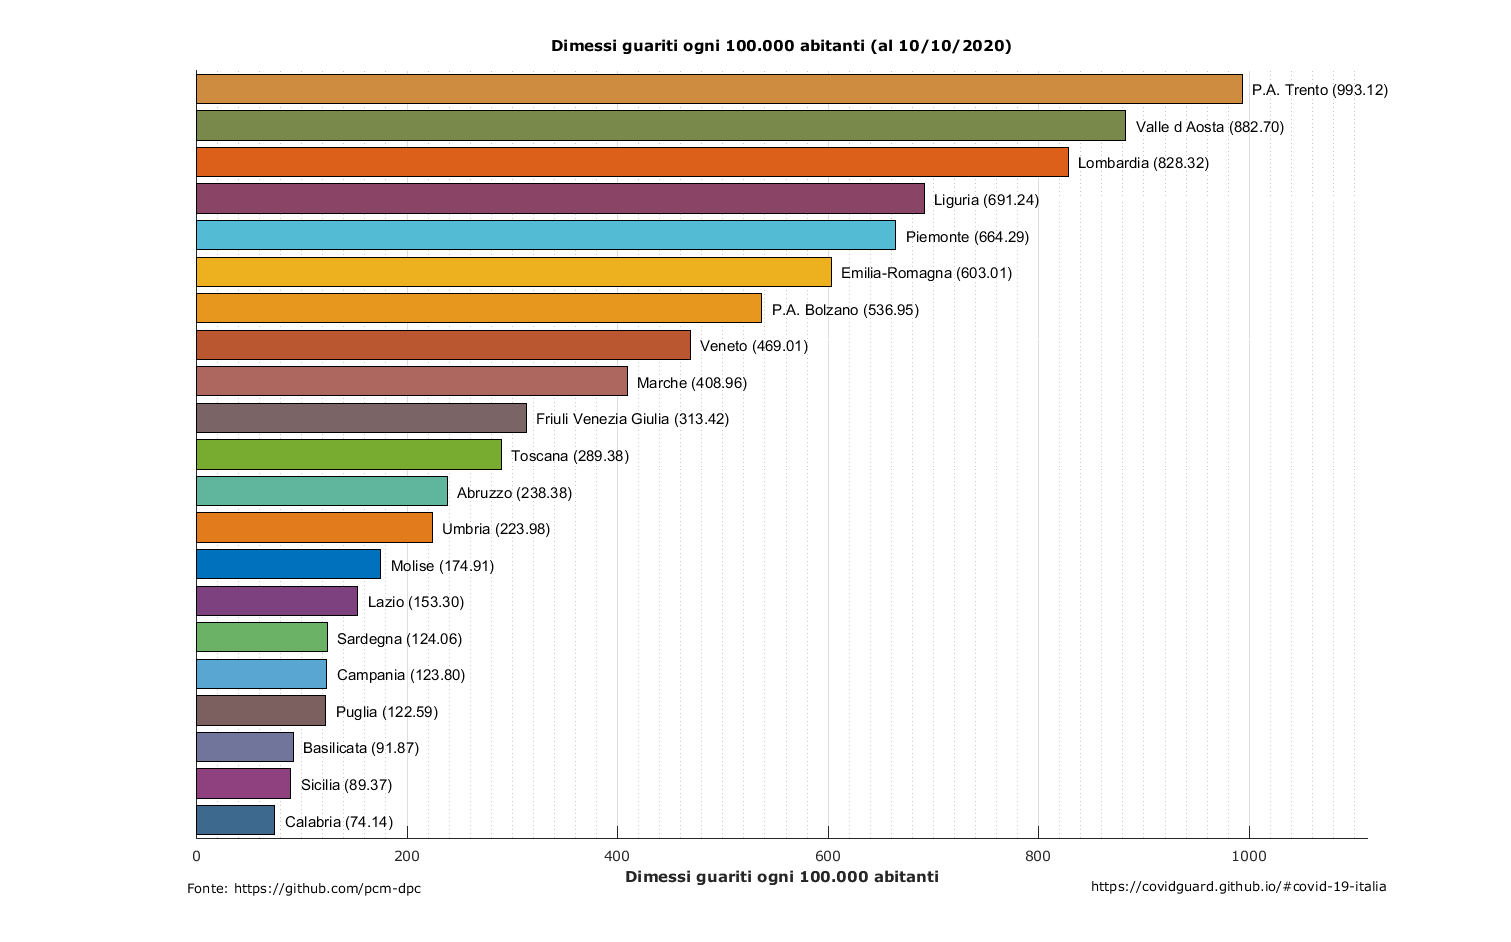 Dimessi guariti ogni 100.000 abitanti (al 10/10/2020)
P.A. Trento (993.12)
Valle d Aosta (882.70)
Lombardia (828.32)
Liguria (691.24)
Piemonte (664.29)
Emilia-Romagna (603.01)
P.A. Bolzano (536.95)
Veneto (469.01)
Marche (408.96)
Friuli Venezia Giulia (313.42)
Toscana (289.38)
Abruzzo (238.38)
Umbria (223.98)
Molise (174.91)
Lazio (153.30)
Sardegna (124.06)
Campania (123.80)
Puglia (122.59)
Basilicata (91.87)
Sicilia (89.37)
Calabria (74.14)
0 200 400 600 800 1000
Dimessi guariti ogni 100.000 abitanti
Fonte: https://github.com/pcm-dpc
https://covidguard.github.io/#covid-19-italia